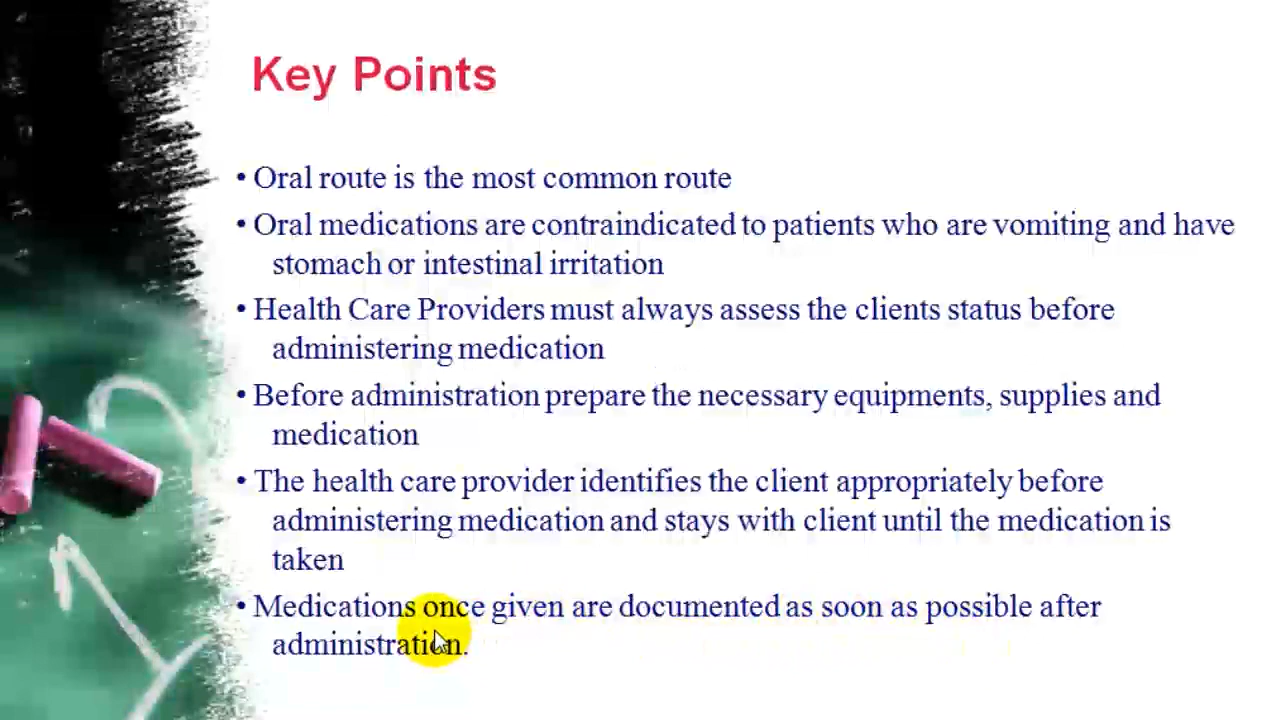 Key Points
• Oral route is the most common route
• Oral medications are contraindicated to patients who are vomiting and have
stomach or intestinal irritation
• Health Care Providers must always assess the clients status before
administering medication
• Before administration prepare the necessary equipments, supplies and
medication
• The health care provider identifies the client appropriately before
administering medication and stays with client until the medication is
taken
• Medications once given are documented as soon as possible after
administration.